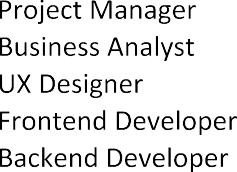 Project Manager
Business Analyst
UX Designer
Frontend Developer
Backend Developer